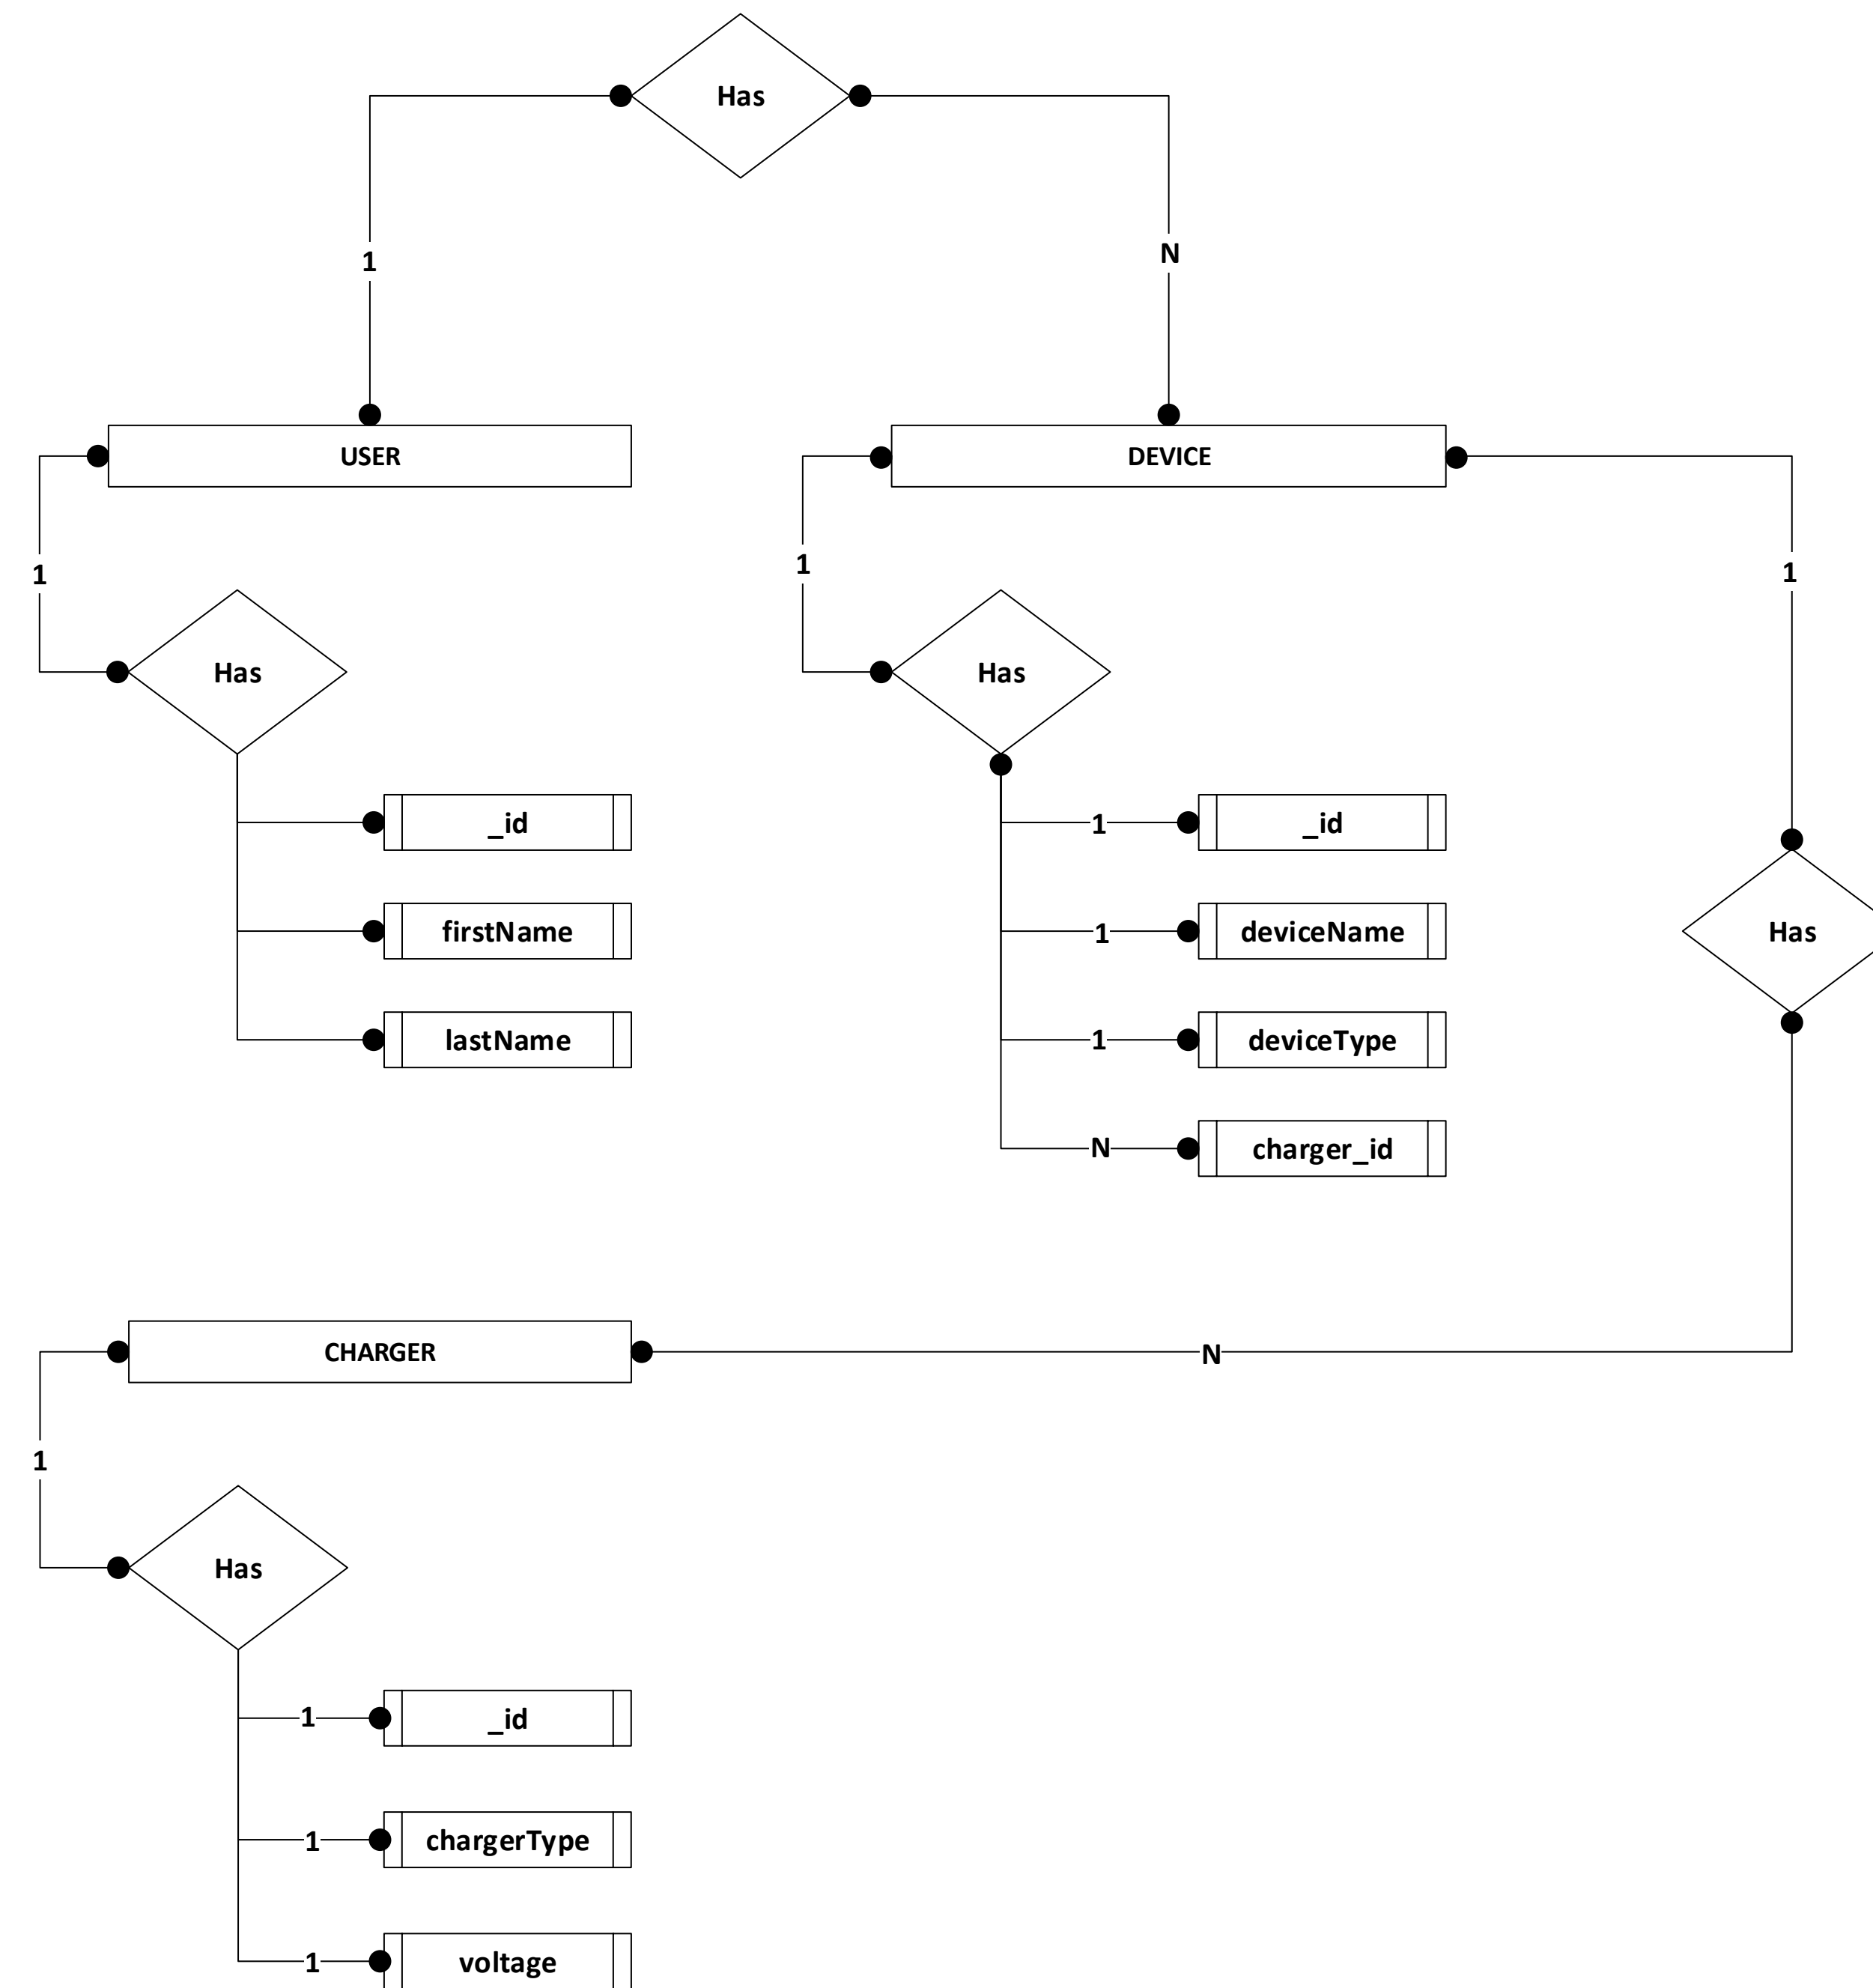 Has
1
N
USER
DEVICE
1
1
1
Has
Has
_id
1
_id
firstName
1
deviceName
Has
lastName
1
deviceType
N
charger_id
CHARGER
N
1
Has
1
_id
1
chargerType
1
voltage